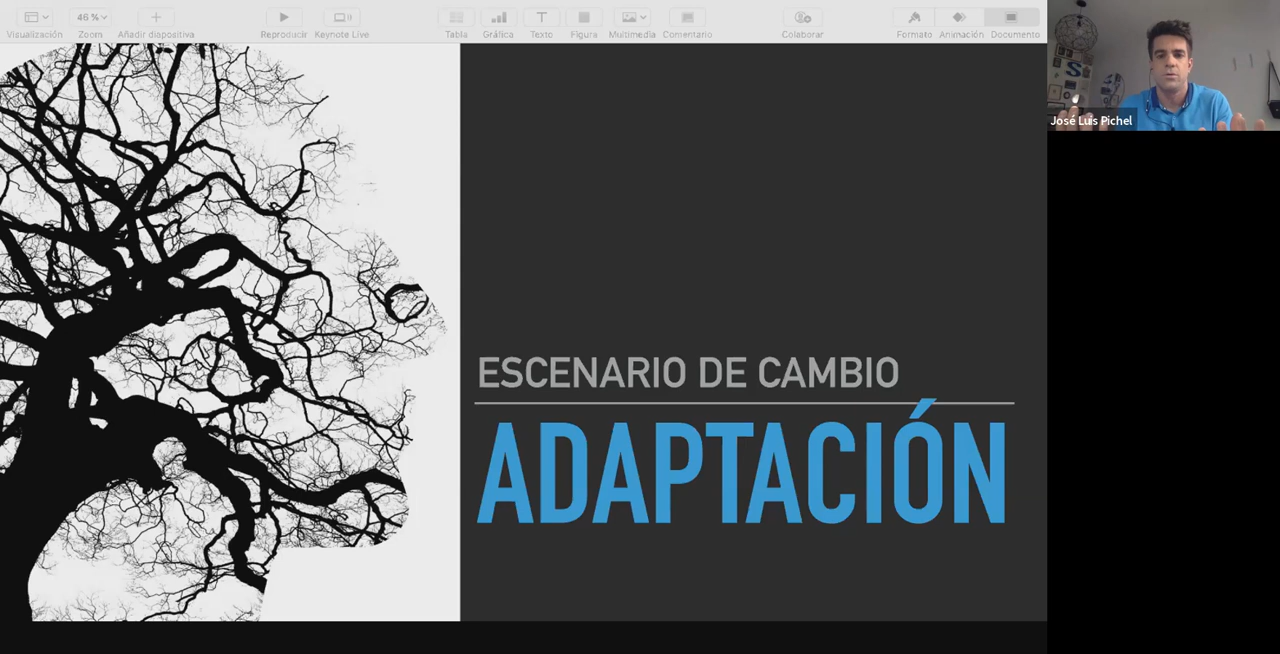 46 %
Visualización Zoom Añadir diapositiva Reproducir Keynote Live Tabla Gráfica Texto Figura Multimedia Comentario Colaborar Formato Animación Documento
José Luis Pichel
ESCENARIO DE CAMBIO
ADAPTACIÓN